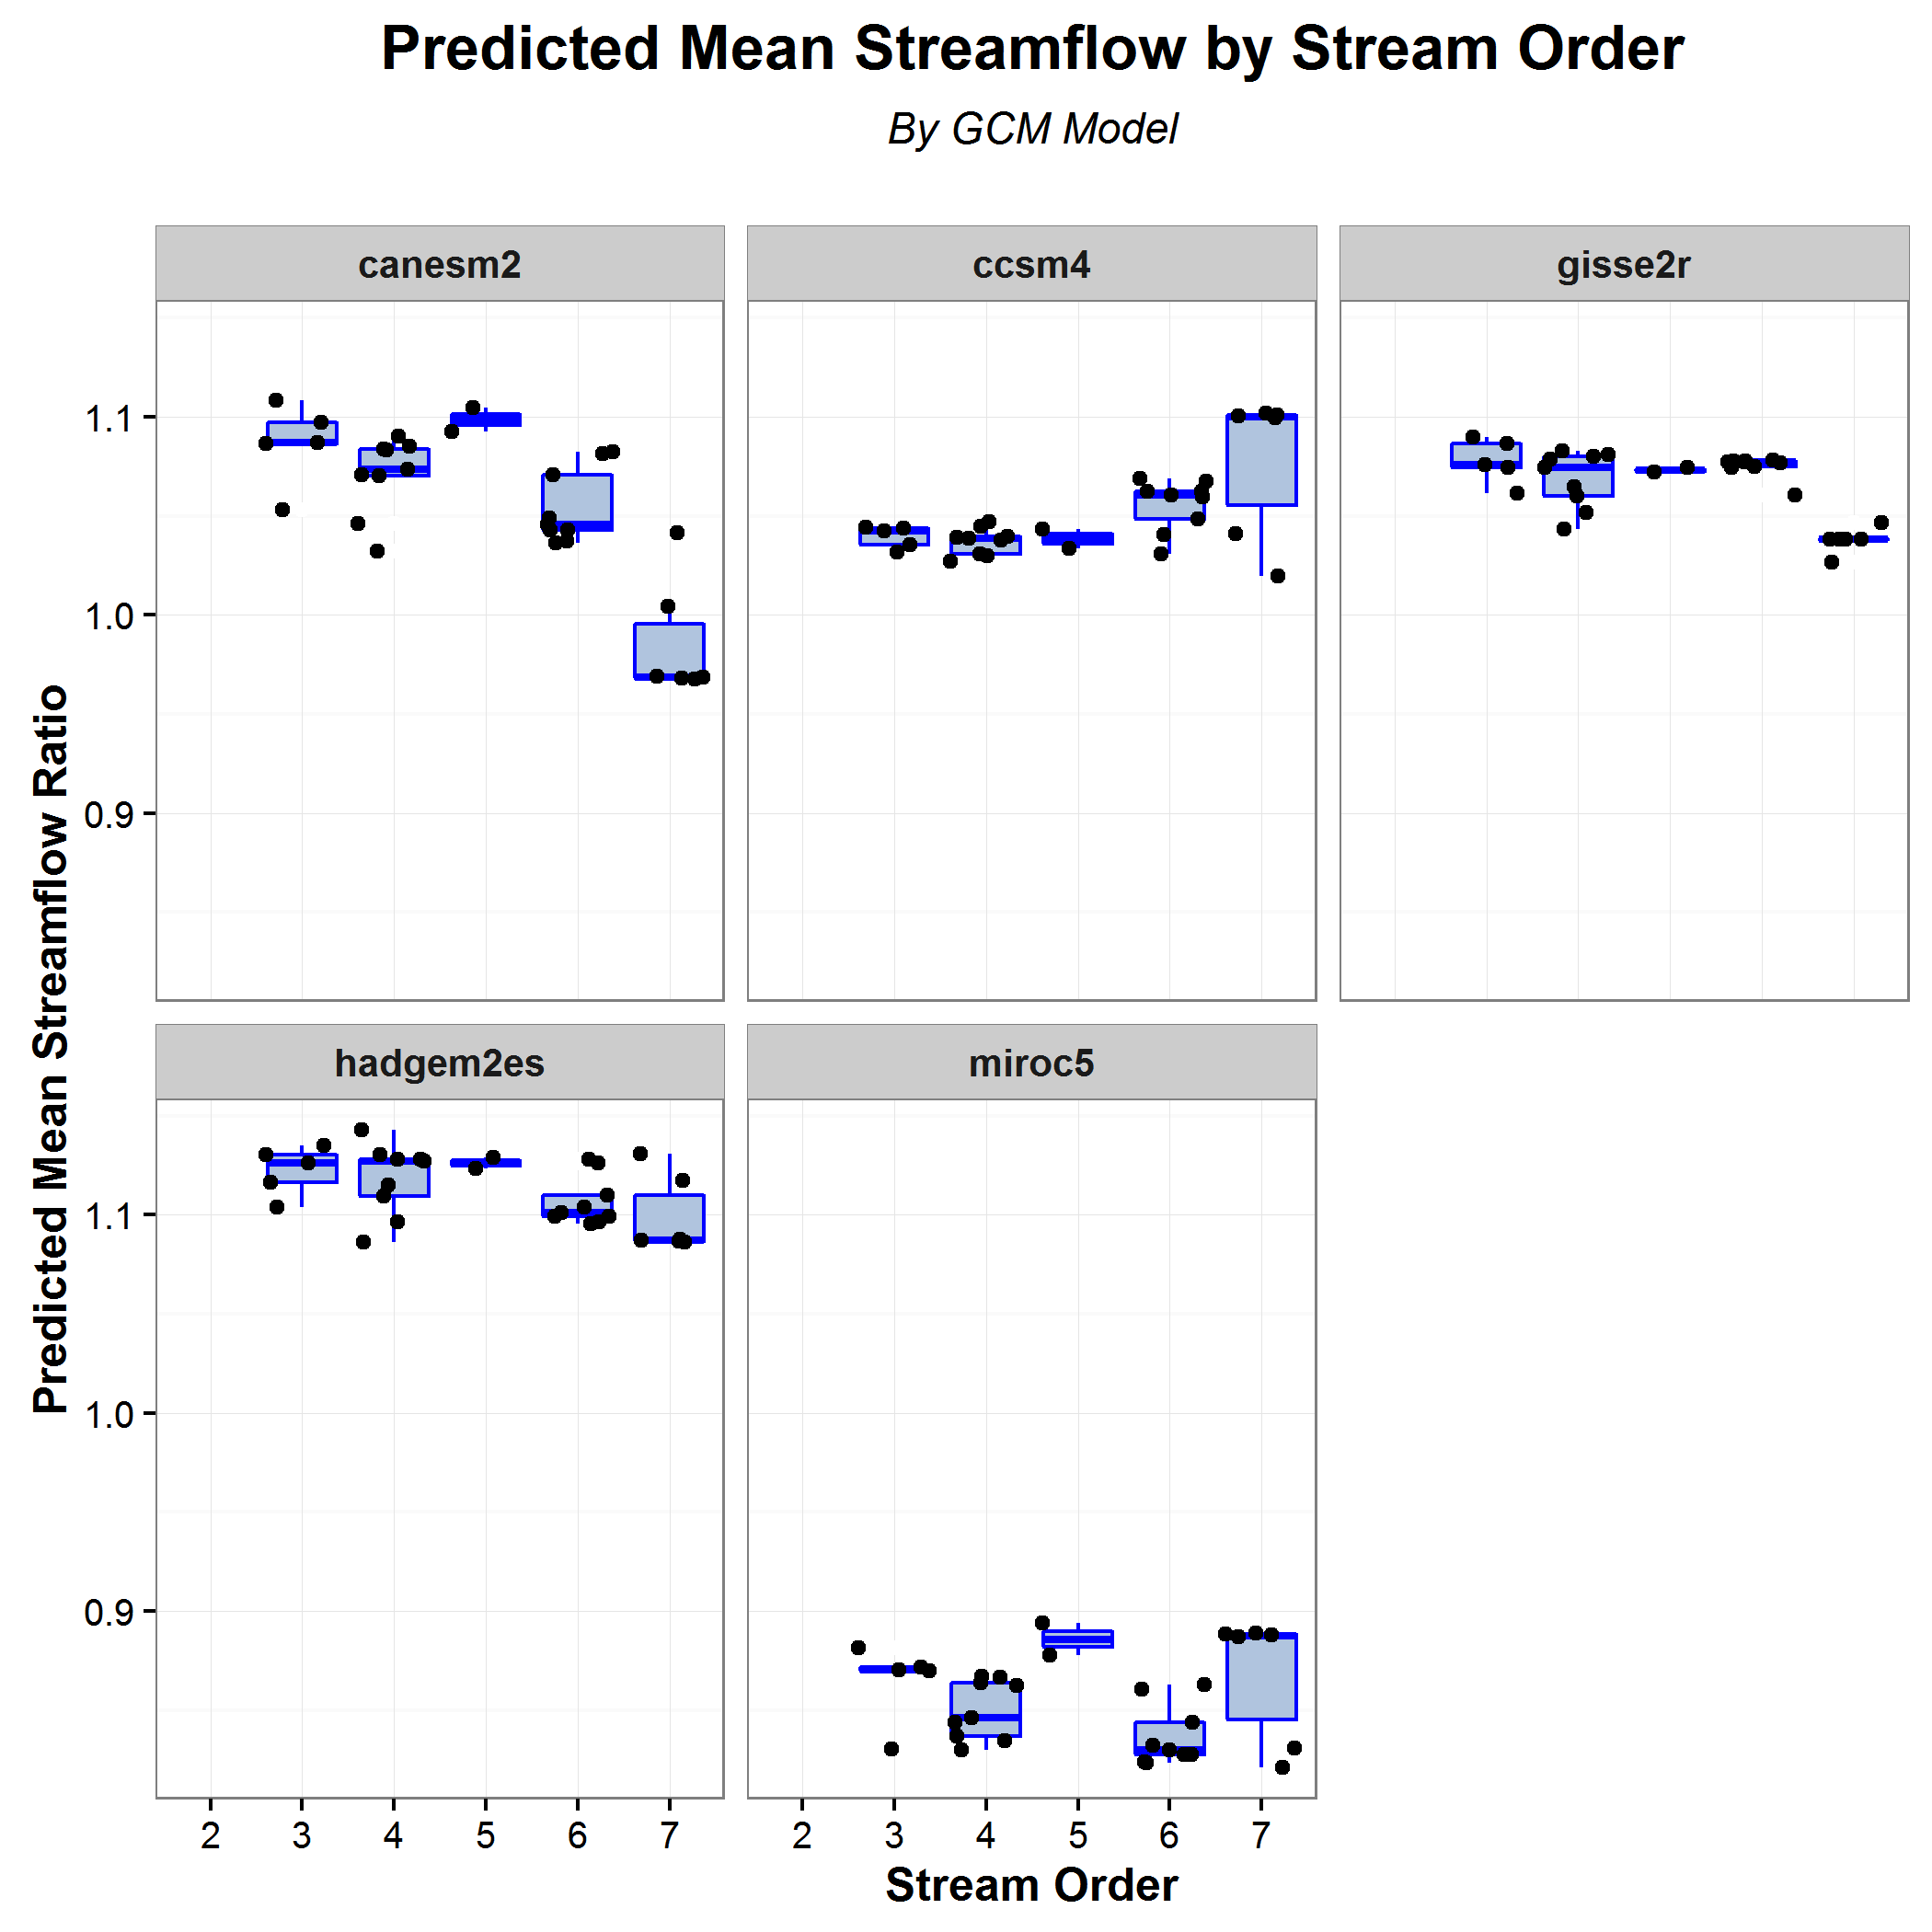 Predicted Mean Streamflow by Stream Order
By GCM Model
canesm2
ccsm4
gisse2r
1.1
1.0
0.9
Predicted Mean Streamflow Ratio
hadgem2es
miroc5
1.1
1.0
0.9
2 3 4 5 6 7
2 3 4 5 6 7
Stream Order